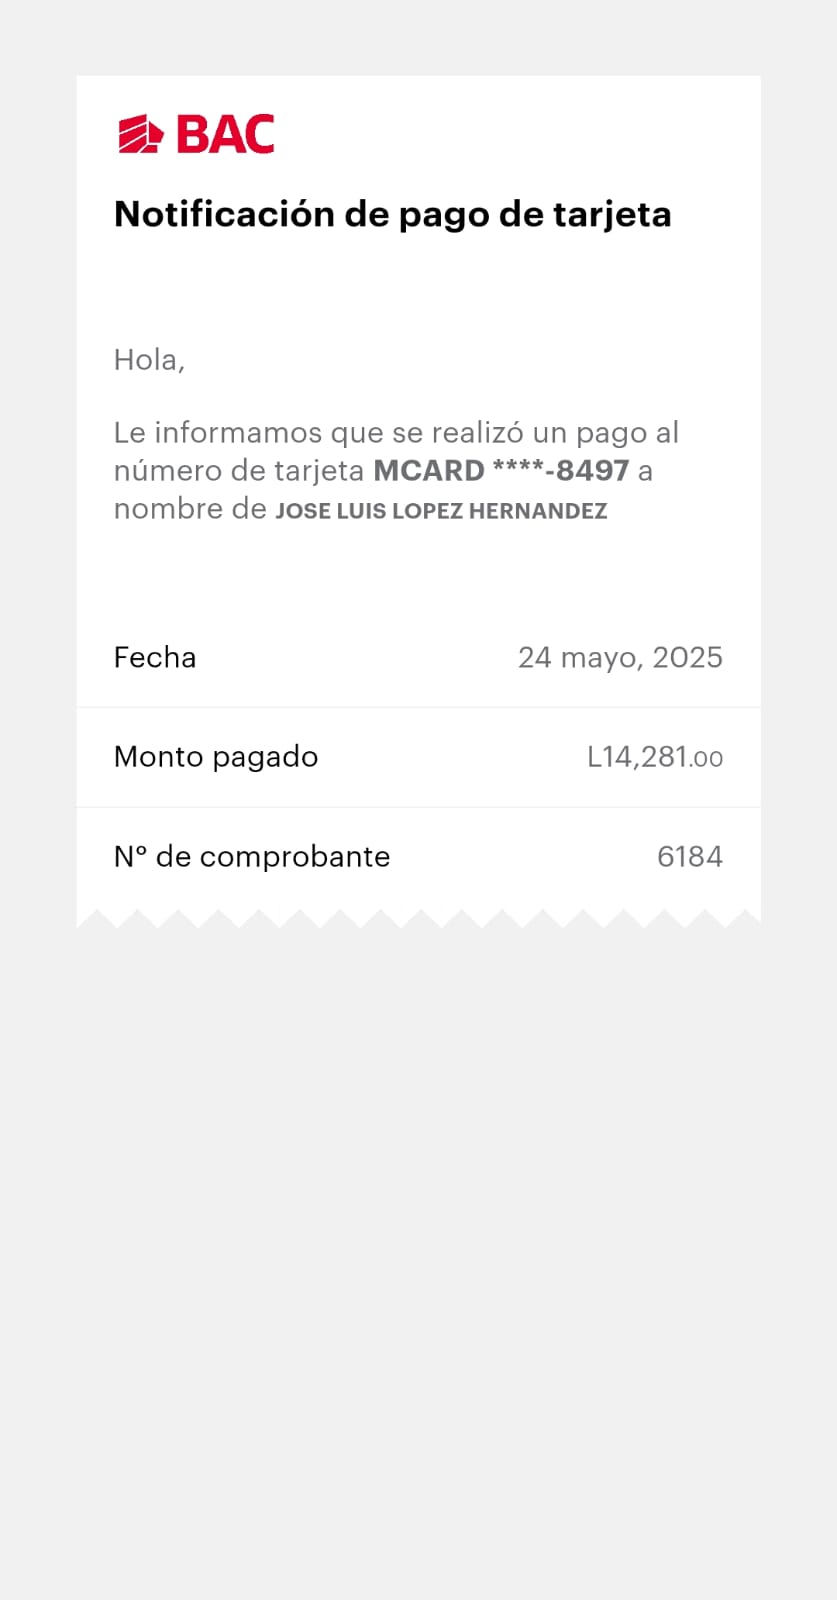 BAC
Notificación de pago de tarjeta
Hola,
Le informamos que se realizó un pago al
número de tarjeta MCARD ****-8497 a
nombre de JOSE LUIS LOPEZ HERNANDEZ
Fecha 24 mayo, 2025
Monto pagado L14,281.00
N° de comprobante 6184